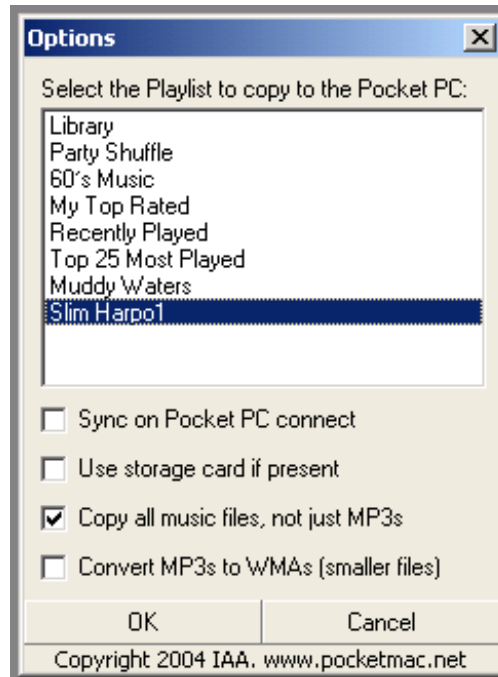 Options
Select the Playlist to copy to the Pocket PC:
Library
Party Shuffle
60's Music
My Top Rated
Recently Played
Top 25 Most Played
Muddy Waters
Slim Harpo1
Sync on Pocket PC connect
Use storage card if present
Copy all music files, not just MP3s
Convert MP3s to WMAs (smaller files)
OK Cancel
Copyright 2004 IAA. www.pocketmac.net